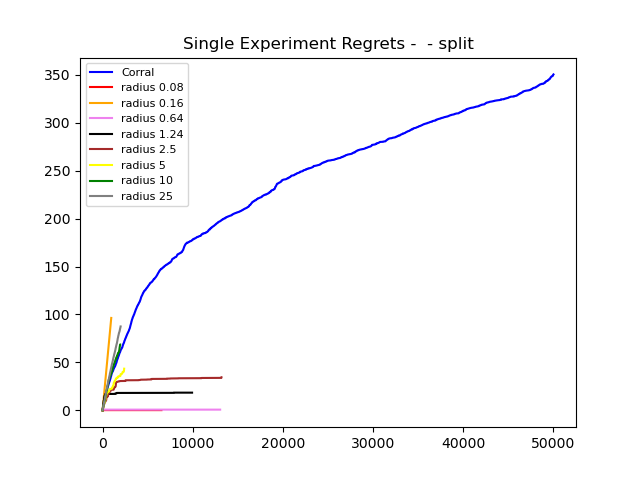 Single Experiment Regrets -  - split
350
300
250
200
150
100
50
0
Corral
radius 0.08
radius 0.16
radius 0.64
radius 1.24
radius 2.5
radius 5
radius 10
radius 25
0 10000 20000 30000 40000 50000